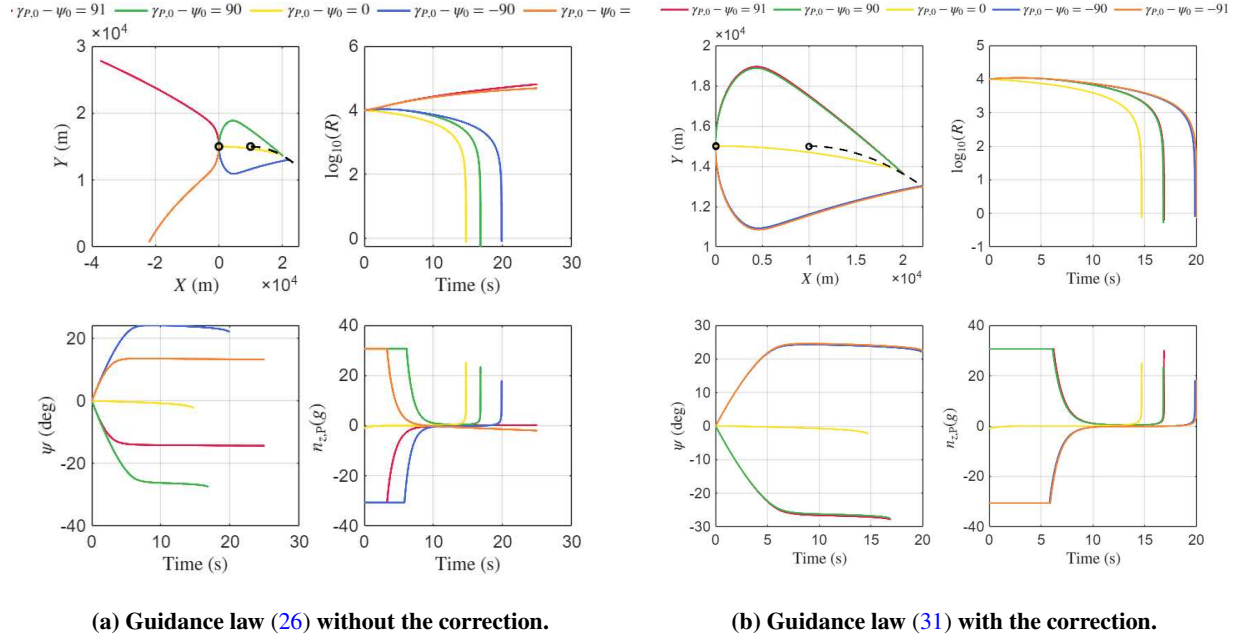 γP,0 − ψ0 = 91 γP,0 − ψ0 = 90 γP,0 − ψ0 = 0 γP,0 − ψ0 = −90 γP,0 − ψ0 =
×10⁴
3
2
1
0
Y (m)
-4 -2 0 2
X (m)
×10⁴
6
4
2
0
log10(R)
0 10 20 30
Time (s)
20
0
-20
-40
ψ (deg)
0 10 20 30
Time (s)
40
20
0
-20
-40
nz,P(g)
0 10 20 30
Time (s)
(a) Guidance law (26) without the correction.
γP,0 − ψ0 = 91 γP,0 − ψ0 = 90 γP,0 − ψ0 = 0 γP,0 − ψ0 = −90 γP,0 − ψ0 = −91
×10⁴
2
1.8
1.6
1.4
1.2
1
Y (m)
0 0.5 1 1.5 2
X (m)
×10⁴
5
4
3
2
1
0
-1
log10(R)
0 5 10 15 20
Time (s)
30
20
10
0
-10
-20
-30
ψ (deg)
0 5 10 15 20
Time (s)
40
20
0
-20
-40
nz,P(g)
0 5 10 15 20
Time (s)
(b) Guidance law (31) with the correction.